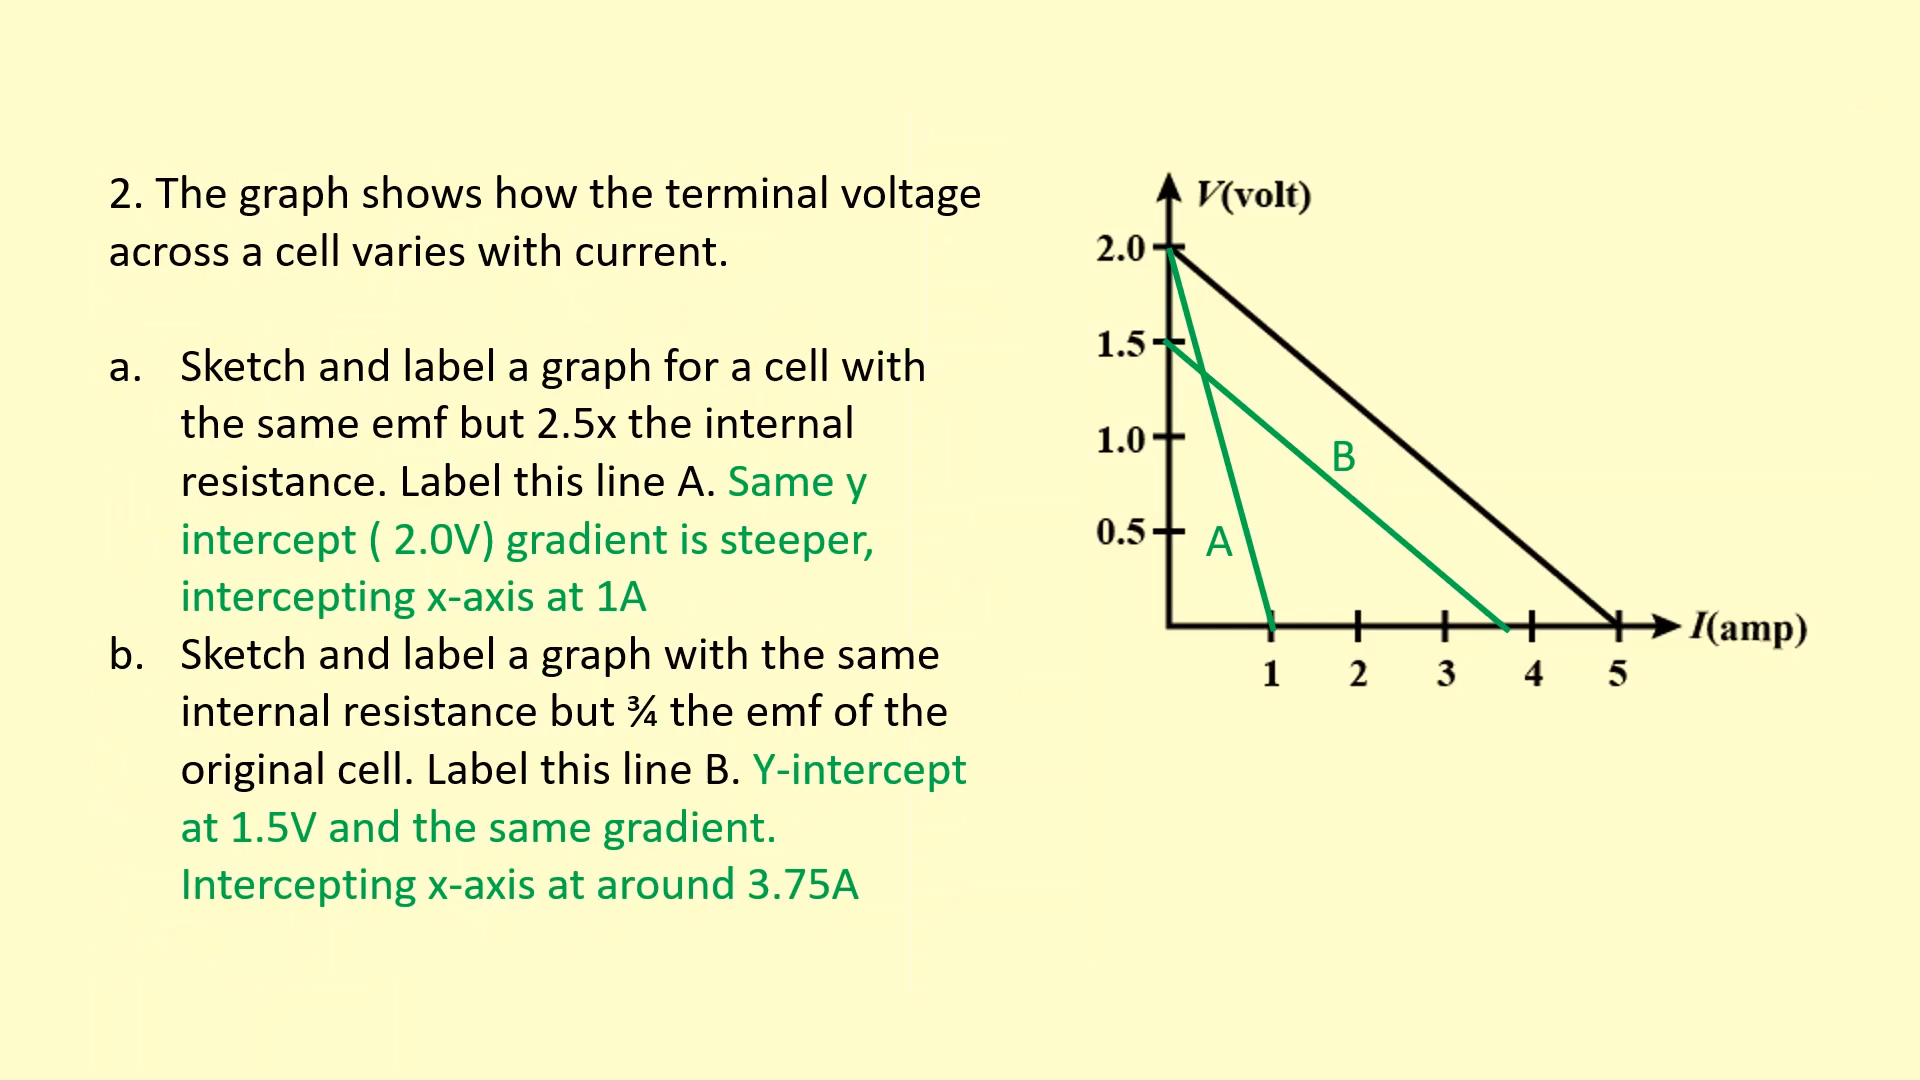 2. The graph shows how the terminal voltage
across a cell varies with current.
a. Sketch and label a graph for a cell with
the same emf but 2.5x the internal
resistance. Label this line A. Same y
intercept ( 2.0V) gradient is steeper,
intercepting x-axis at 1A
b. Sketch and label a graph with the same
internal resistance but ¾ the emf of the
original cell. Label this line B. Y-intercept
at 1.5V and the same gradient.
Intercepting x-axis at around 3.75A
V(volt)
2.0
1.5
1.0
B
0.5
A
I(amp)
1 2 3 4 5